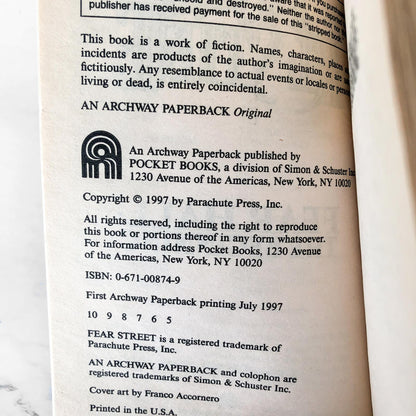 unsold and destroyed." Neither the author nor
publisher has received payment for the sale of this "stripped book."
This book is a work of fiction. Names, characters, places
incidents are products of the author's imagination or are
fictitiously. Any resemblance to actual events or locales or
living or dead, is entirely coincidental.
AN ARCHWAY PAPERBACK Original
An Archway Paperback published by
POCKET BOOKS, a division of Simon & Schuster
1230 Avenue of the Americas, New York, NY 10020
Copyright © 1997 by Parachute Press, Inc.
All rights reserved, including the right to reproduce
this book or portions thereof in any form whatsoever.
For information address Pocket Books, 1230 Avenue
of the Americas, New York, NY 10020
ISBN: 0-671-00874-9
First Archway Paperback printing July 1997
10 9 8 7 6 5
FEAR STREET is a registered trademark of
Parachute Press, Inc.
AN ARCHWAY PAPERBACK and colophon are
registered trademarks of Simon & Schuster Inc.
Cover art by Franco Accornero
Printed in the U.S.A.